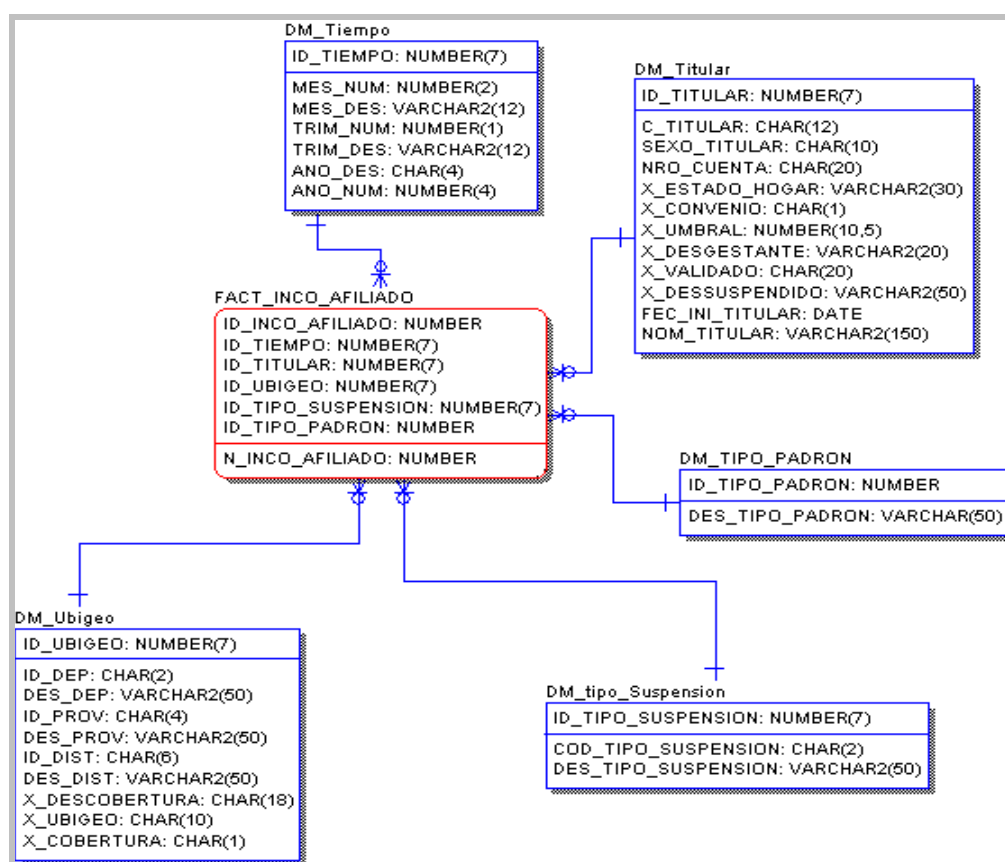 DM_Tiempo
ID_TIEMPO: NUMBER(7)
MES_NUM: NUMBER(2)
MES_DES: VARCHAR2(12)
TRIM_NUM: NUMBER(1)
TRIM_DES: VARCHAR2(12)
ANO_DES: CHAR(4)
ANO_NUM: NUMBER(4)
DM_Titular
ID_TITULAR: NUMBER(7)
C_TITULAR: CHAR(12)
SEXO_TITULAR: CHAR(10)
NRO_CUENTA: CHAR(20)
X_ESTADO_HOGAR: VARCHAR2(30)
X_CONVENIO: CHAR(1)
X_UMBRAL: NUMBER(10,5)
X_DESGESTANTE: VARCHAR2(20)
X_VALIDADO: CHAR(20)
X_DESSUSPENDIDO: VARCHAR2(50)
FEC_INI_TITULAR: DATE
NOM_TITULAR: VARCHAR2(150)
FACT_INCO_AFILIADO
ID_INCO_AFILIADO: NUMBER
ID_TIEMPO: NUMBER(7)
ID_TITULAR: NUMBER(7)
ID_UBIGEO: NUMBER(7)
ID_TIPO_SUSPENSION: NUMBER(7)
ID_TIPO_PADRON: NUMBER
N_INCO_AFILIADO: NUMBER
DM_TIPO_PADRON
ID_TIPO_PADRON: NUMBER
DES_TIPO_PADRON: VARCHAR(50)
DM_Ubigeo
ID_UBIGEO: NUMBER(7)
ID_DEP: CHAR(2)
DES_DEP: VARCHAR2(50)
ID_PROV: CHAR(4)
DES_PROV: VARCHAR2(50)
ID_DIST: CHAR(6)
DES_DIST: VARCHAR2(50)
X_DESCOBERTURA: CHAR(18)
X_UBIGEO: CHAR(10)
X_COBERTURA: CHAR(1)
DM_tipo_Suspension
ID_TIPO_SUSPENSION: NUMBER(7)
COD_TIPO_SUSPENSION: CHAR(2)
DES_TIPO_SUSPENSION: VARCHAR2(50)